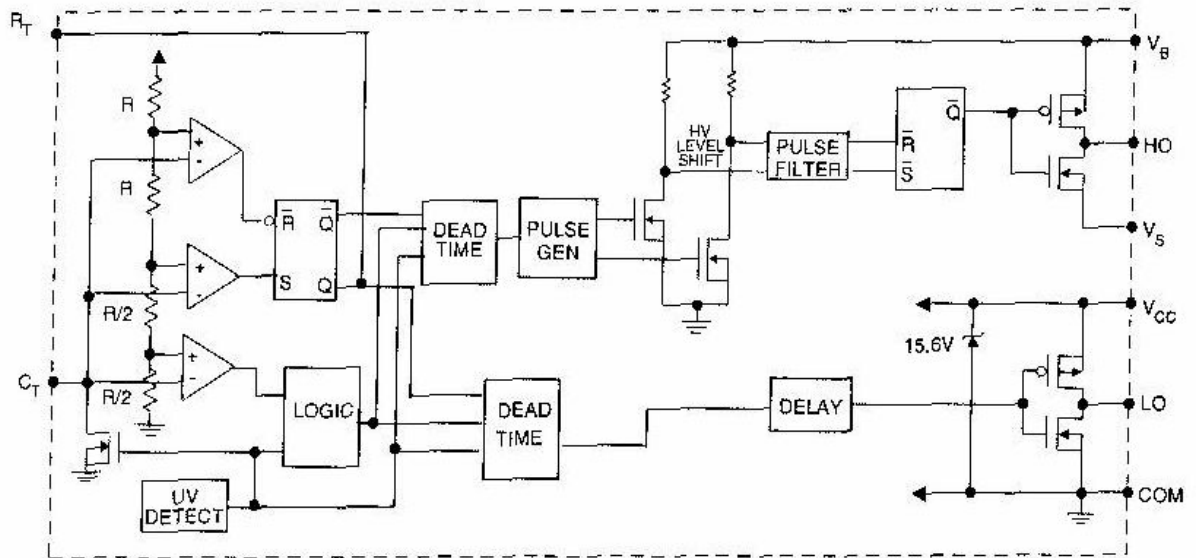 R_T
V_B
R
+
-
HV
LEVEL
SHIFT
PULSE
FILTER
R̅
S̅
Q̅
HO
R
R̅
Q̅
DEAD
TIME
PULSE
GEN
V_S
+
-
S
Q
R/2
V_CC
15.6V
+
-
C_T
R/2
LOGIC
DEAD
TIME
DELAY
LO
UV
DETECT
COM